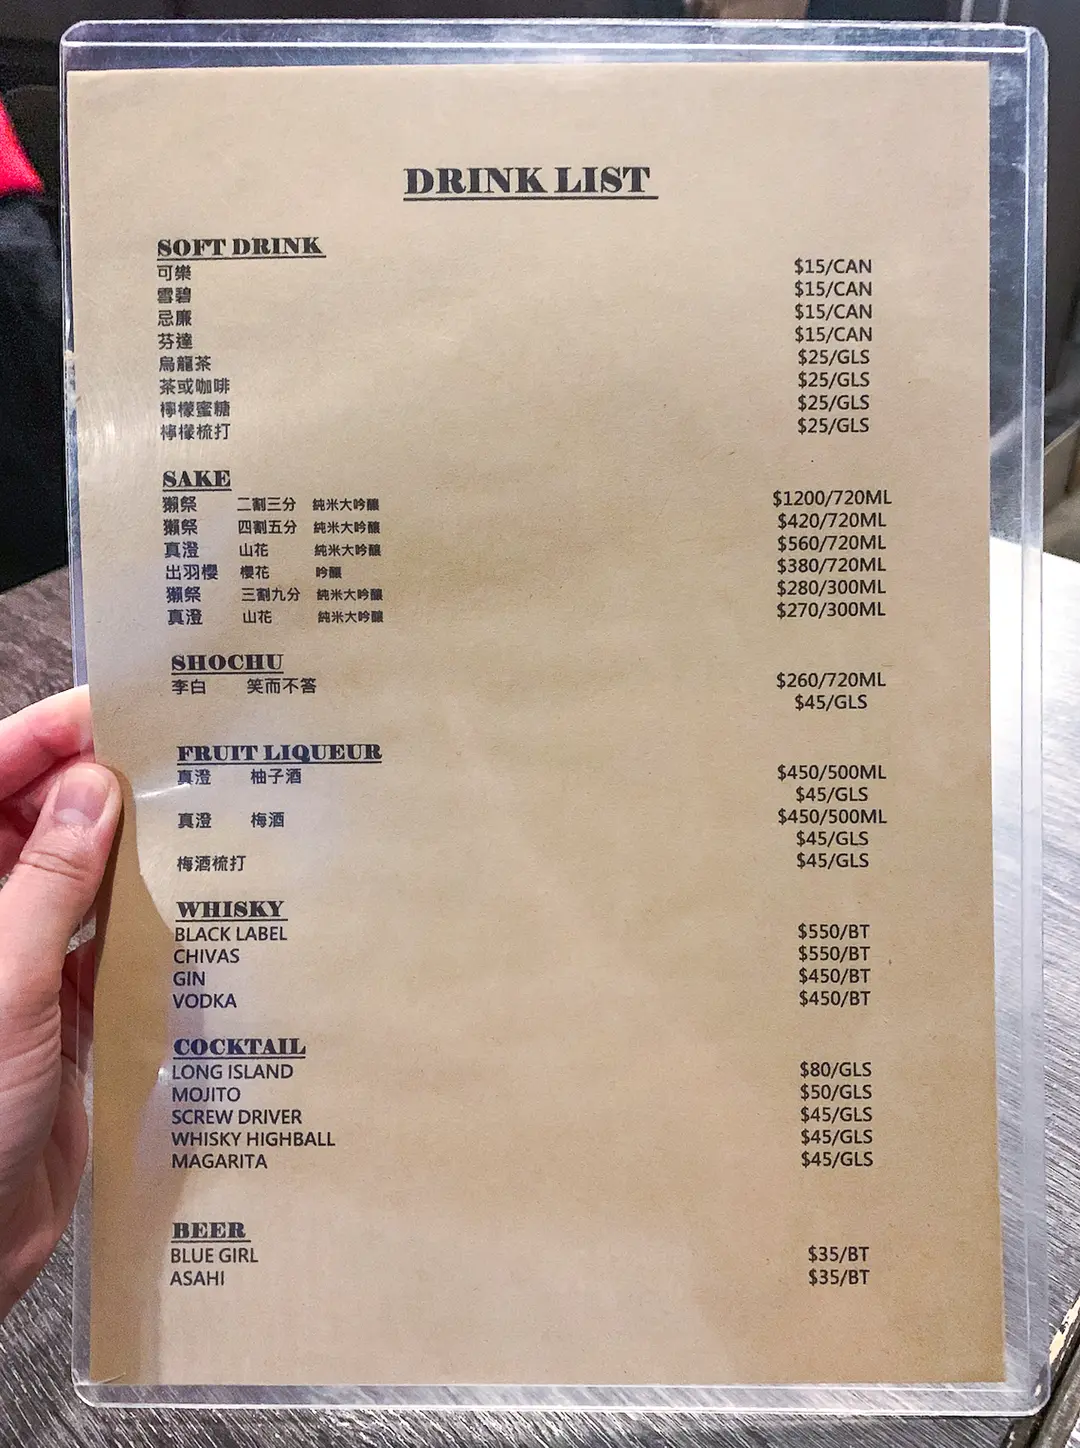 DRINK LIST
SOFT DRINK
可樂 $15/CAN
雪碧 $15/CAN
忌廉 $15/CAN
芬達 $15/CAN
烏龍茶 $25/GLS
茶或咖啡 $25/GLS
檸檬蜜糖 $25/GLS
檸檬梳打 $25/GLS
SAKE
獺祭 二割三分 純米大吟釀 $1200/720ML
獺祭 四割五分 純米大吟釀 $420/720ML
真澄 山花 純米大吟釀 $560/720ML
出羽櫻 櫻花 吟釀 $380/720ML
獺祭 三割九分 純米大吟釀 $280/300ML
真澄 山花 純米大吟釀 $270/300ML
SHOCHU
李白 笑而不答 $260/720ML
$45/GLS
FRUIT LIQUEUR
真澄 柚子酒 $450/500ML
$45/GLS
真澄 梅酒 $450/500ML
$45/GLS
梅酒梳打 $45/GLS
WHISKY
BLACK LABEL $550/BT
CHIVAS $550/BT
GIN $450/BT
VODKA $450/BT
COCKTAIL
LONG ISLAND $80/GLS
MOJITO $50/GLS
SCREW DRIVER $45/GLS
WHISKY HIGHBALL $45/GLS
MAGARITA $45/GLS
BEER
BLUE GIRL $35/BT
ASAHI $35/BT